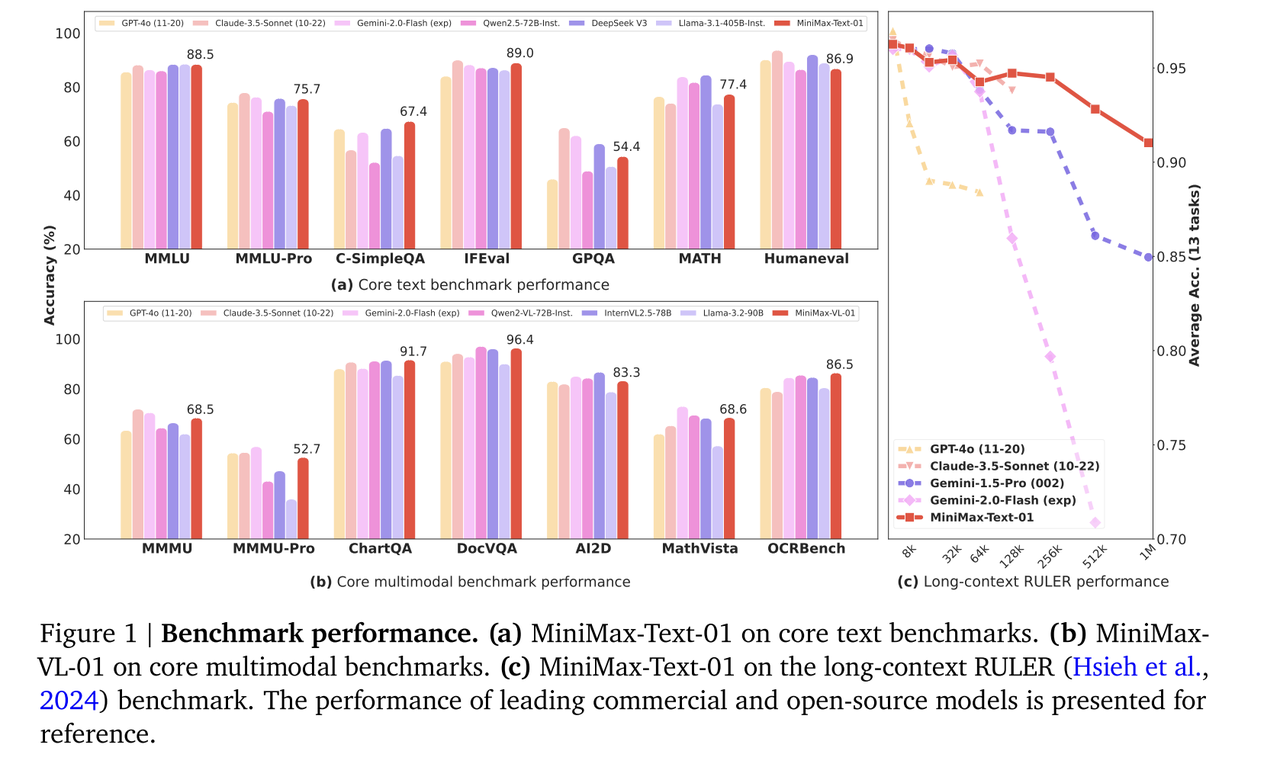 GPT-4o (11-20) Claude-3.5-Sonnet (10-22) Gemini-2.0-Flash (exp) Qwen2.5-72B-Inst. DeepSeek V3 Llama-3.1-405B-Inst. MiniMax-Text-01
100
80
60
40
20
88.5
75.7
67.4
89.0
54.4
77.4
86.9
MMLU MMLU-Pro C-SimpleQA IFEval GPQA MATH Humaneval
(a) Core text benchmark performance
Accuracy (%)
GPT-4o (11-20) Claude-3.5-Sonnet (10-22) Gemini-2.0-Flash (exp) Qwen2-VL-72B-Inst. InternVL2.5-78B Llama-3.2-90B MiniMax-VL-01
100
80
60
40
20
68.5
52.7
91.7
96.4
83.3
68.6
86.5
MMMU MMMU-Pro ChartQA DocVQA AI2D MathVista OCRBench
(b) Core multimodal benchmark performance
0.95
0.90
0.85
0.80
0.75
0.70
Average Acc. (13 tasks)
GPT-4o (11-20)
Claude-3.5-Sonnet (10-22)
Gemini-1.5-Pro (002)
Gemini-2.0-Flash (exp)
MiniMax-Text-01
8k 32k 64k 128k 256k 512k 1M
(c) Long-context RULER performance
Figure 1 | Benchmark performance. (a) MiniMax-Text-01 on core text benchmarks. (b) MiniMax-
VL-01 on core multimodal benchmarks. (c) MiniMax-Text-01 on the long-context RULER (Hsieh et al.,
2024) benchmark. The performance of leading commercial and open-source models is presented for
reference.